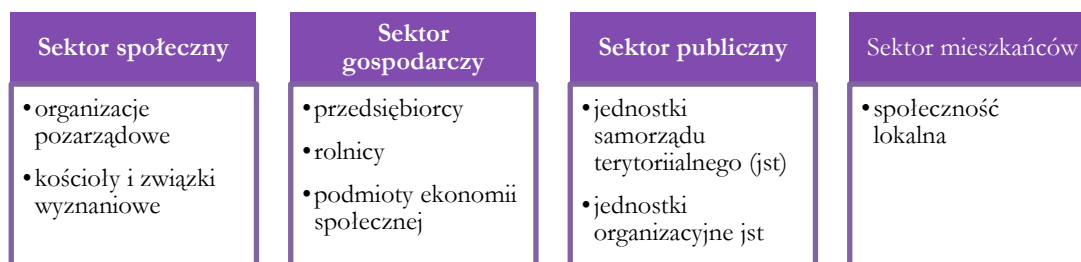 Sektor społeczny
• organizacje
pozarządowe
• kościoły i związki
wyznaniowe
Sektor
gospodarczy
• przedsiębiorcy
• rolnicy
• podmioty ekonomii
społecznej
Sektor publiczny
• jednostki
samorządu
terytoriialnego (jst)
• jednostki
organizacyjne jst
Sektor mieszkańców
• społeczność
lokalna